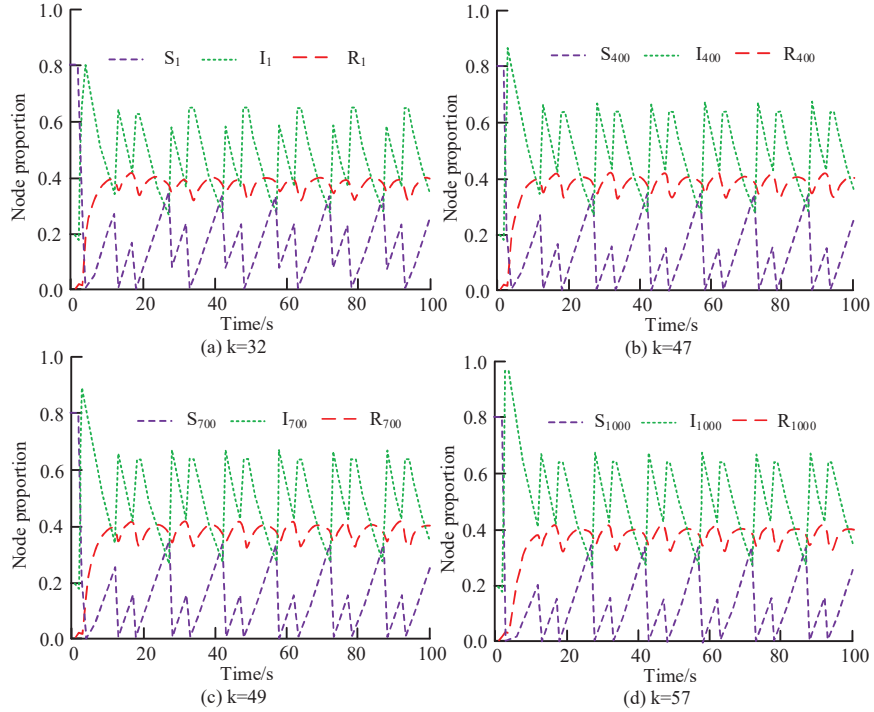 1.0
0.8
0.6
0.4
0.2
0.0
Node proportion
S1 I1 R1
0 20 40 60 80 100
Time/s
(a) k=32
1.0
0.8
0.6
0.4
0.2
0.0
Node proportion
S400 I400 R400
0 20 40 60 80 100
Time/s
(b) k=47
1.0
0.8
0.6
0.4
0.2
0.0
Node proportion
S700 I700 R700
0 20 40 60 80 100
Time/s
(c) k=49
1.0
0.8
0.6
0.4
0.2
0.0
Node proportion
S1000 I1000 R1000
0 20 40 60 80 100
Time/s
(d) k=57